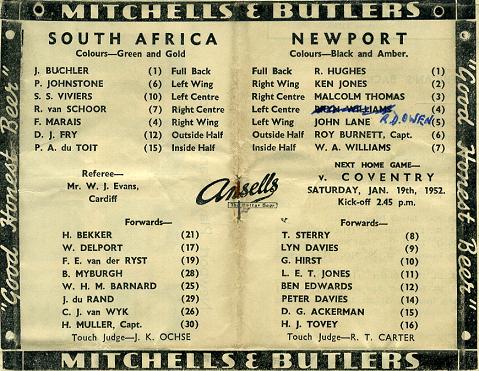 MITCHELLS & BUTLERS
"Good Honest Beer"
SOUTH AFRICA
Colours—Green and Gold
J. BUCHLER (1) Full Back
P. JOHNSTONE (6) Left Wing
S. S. VIVIERS (10) Left Centre
R. van SCHOOR (7) Right Centre
F. MARAIS (4) Right Wing
D. J. FRY (12) Outside Half
P. A. du TOIT (15) Inside Half
Referee—
Mr. W. J. Evans,
Cardiff
Forwards—
H. BEKKER (21)
W. DELPORT (17)
F. E. van der RYST (19)
B. MYBURGH (28)
W. H. M. BARNARD (25)
J. du RAND (29)
C. J. van WYK (26)
H. MULLER, Capt. (30)
Touch Judge—J. K. OCHSE
Ansells
The Better Beer
NEWPORT
Colours—Black and Amber.
Full Back R. HUGHES (1)
Right Wing KEN JONES (2)
Right Centre MALCOLM THOMAS (3)
Left Centre BRYN WILLIAMS (4)
R.D.OWEN
Left Wing JOHN LANE (5)
Outside Half ROY BURNETT, Capt. (6)
Inside Half W. A. WILLIAMS (7)
NEXT HOME GAME—
v. COVENTRY
SATURDAY, JAN. 19th, 1952.
Kick-off 2.45 p.m.
Forwards—
T. STERRY (8)
LYN DAVIES (9)
G. HIRST (10)
L. E. T. JONES (11)
BEN EDWARDS (12)
PETER DAVIES (14)
D. G. ACKERMAN (15)
H. J. TOVEY (16)
Touch Judge— R. T. CARTER
"Good Honest Beer"
MITCHELLS & BUTLERS